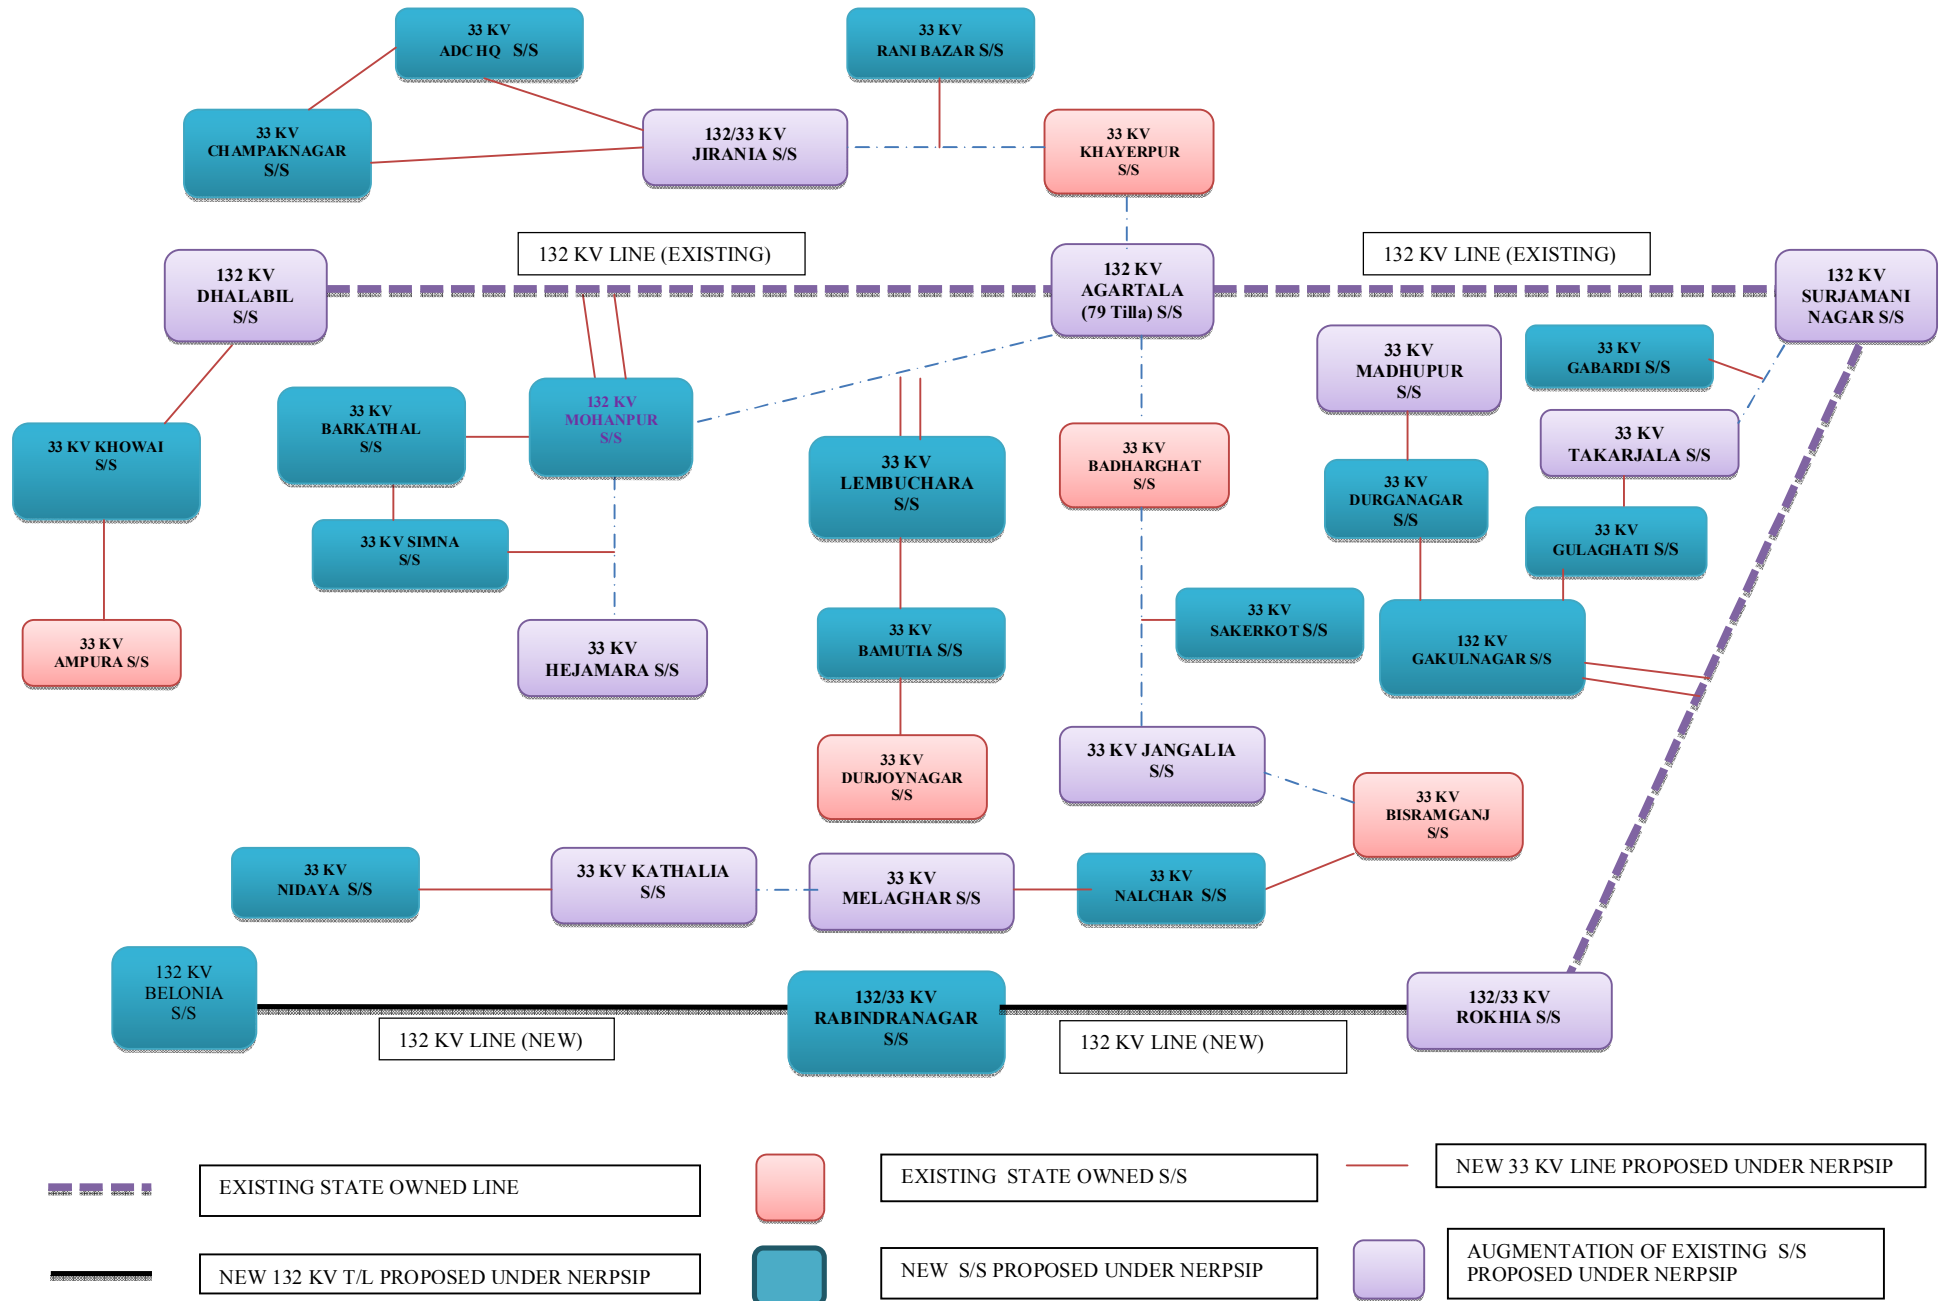 33 KV
ADC HQ S/S
33 KV
RANI BAZAR S/S
33 KV
CHAMPAKNAGAR
S/S
132/33 KV
JIRANIA S/S
33 KV
KHAYERPUR
S/S
132 KV LINE (EXISTING)
132 KV LINE (EXISTING)
132 KV
DHALABIL
S/S
132 KV
AGARTALA
(79 Tilla) S/S
132 KV
SURJAMANI
NAGAR S/S
33 KV
MADHUPUR
S/S
33 KV
GABARDI S/S
33 KV
BARKATHAL
S/S
132 KV
MOHANPUR
S/S
33 KV KHOWAI
S/S
33 KV
LEMBUCHARA
S/S
33 KV
BADHARGHAT
S/S
33 KV
TAKARJALA S/S
33 KV
DURGANAGAR
S/S
33 KV
GULAGHATI S/S
33 KV SIMNA
S/S
33 KV
AMPURA S/S
33 KV
HEJAMARA S/S
33 KV
BAMUTIA S/S
33 KV
SAKERKOT S/S
132 KV
GAKULNAGAR S/S
33 KV
DURJOYNAGAR
S/S
33 KV JANGALIA
S/S
33 KV
BISRAMGANJ
S/S
33 KV
NIDAYA S/S
33 KV KATHALIA
S/S
33 KV
MELAGHAR S/S
33 KV
NALCHAR S/S
132 KV
BELONIA
S/S
132/33 KV
RABINDRANAGAR
S/S
132/33 KV
ROKHIA S/S
132 KV LINE (NEW)
132 KV LINE (NEW)
EXISTING STATE OWNED LINE
EXISTING STATE OWNED S/S
NEW 33 KV LINE PROPOSED UNDER NERPSIP
NEW 132 KV T/L PROPOSED UNDER NERPSIP
NEW S/S PROPOSED UNDER NERPSIP
AUGMENTATION OF EXISTING S/S
PROPOSED UNDER NERPSIP